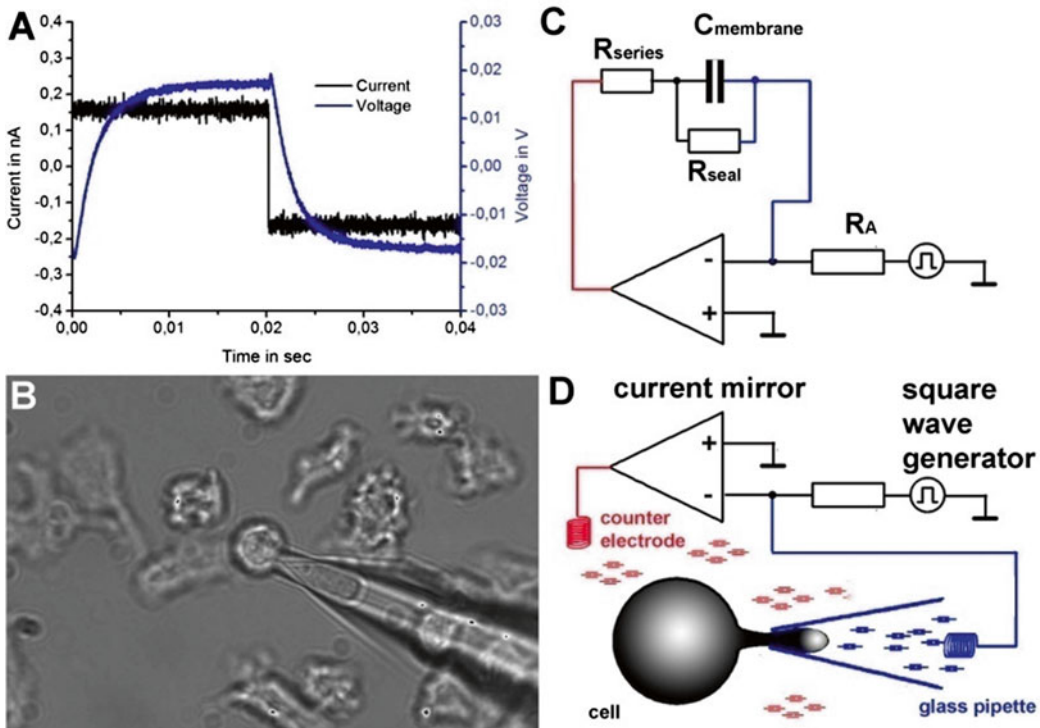 A
0,4
0,3
0,2
0,1
0,0
-0,1
-0,2
-0,3
-0,4
Current in nA
Current
Voltage
0,03
0,02
0,01
0,00
-0,01
-0,02
-0,03
Voltage in V
0,00 0,01 0,02 0,03 0,04
Time in sec
B
C
Cmembrane
Rseries
Rseal
RA
-
+
D
current mirror
square
wave
generator
+
-
counter
electrode
cell
glass pipette